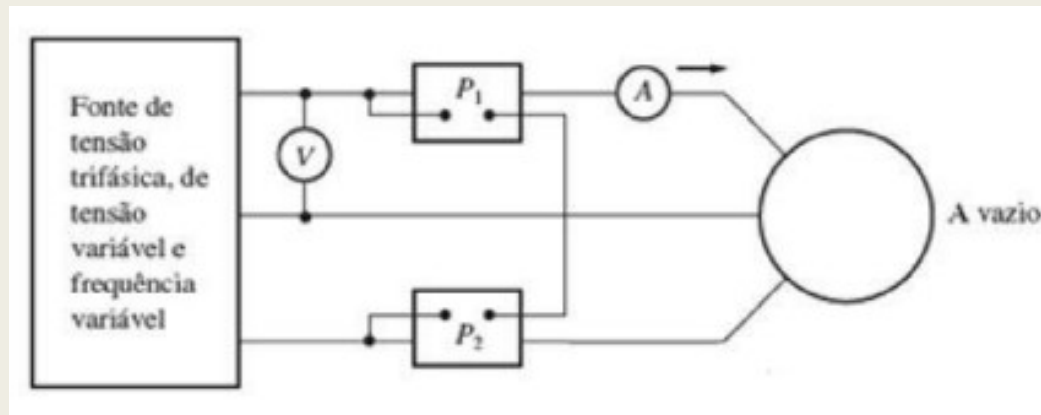 Fonte de
tensão
trifásica, de
tensão
variável e
frequência
variável
V
P1
A
P2
A vazio